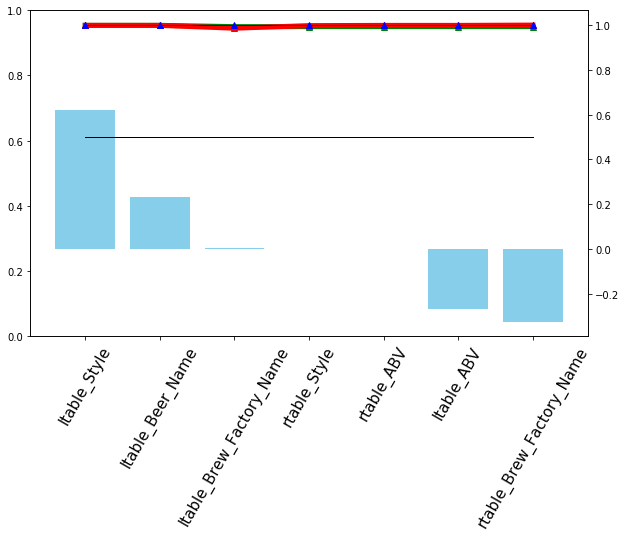 1.0
0.8
0.6
0.4
0.2
0.0
1.0
0.8
0.6
0.4
0.2
0.0
−0.2
ltable_Style
ltable_Beer_Name
ltable_Brew_Factory_Name
rtable_Style
rtable_ABV
ltable_ABV
rtable_Brew_Factory_Name